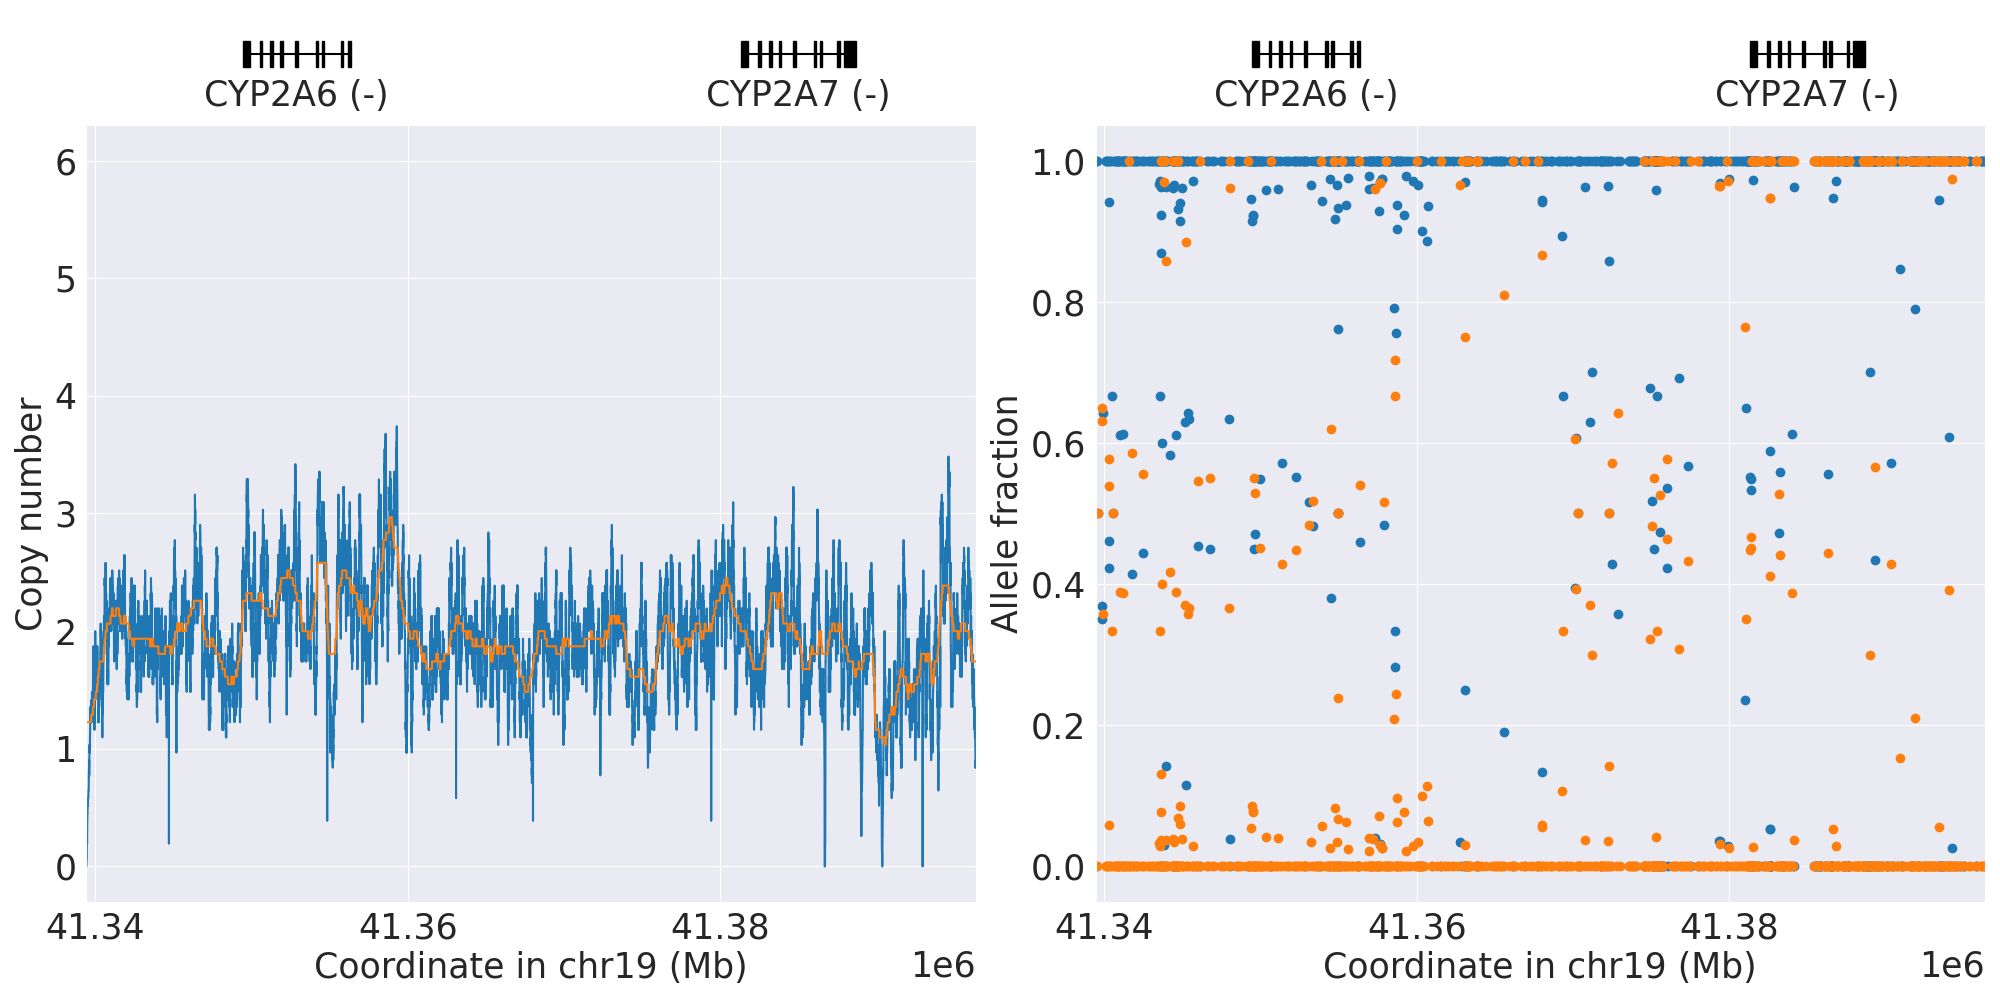 CYP2A6 (-)
CYP2A7 (-)
CYP2A6 (-)
CYP2A7 (-)
6
5
4
3
2
1
0
Copy number
41.34
41.36
41.38
Coordinate in chr19 (Mb)
1e6
1.0
0.8
0.6
0.4
0.2
0.0
Allele fraction
41.34
41.36
41.38
Coordinate in chr19 (Mb)
1e6